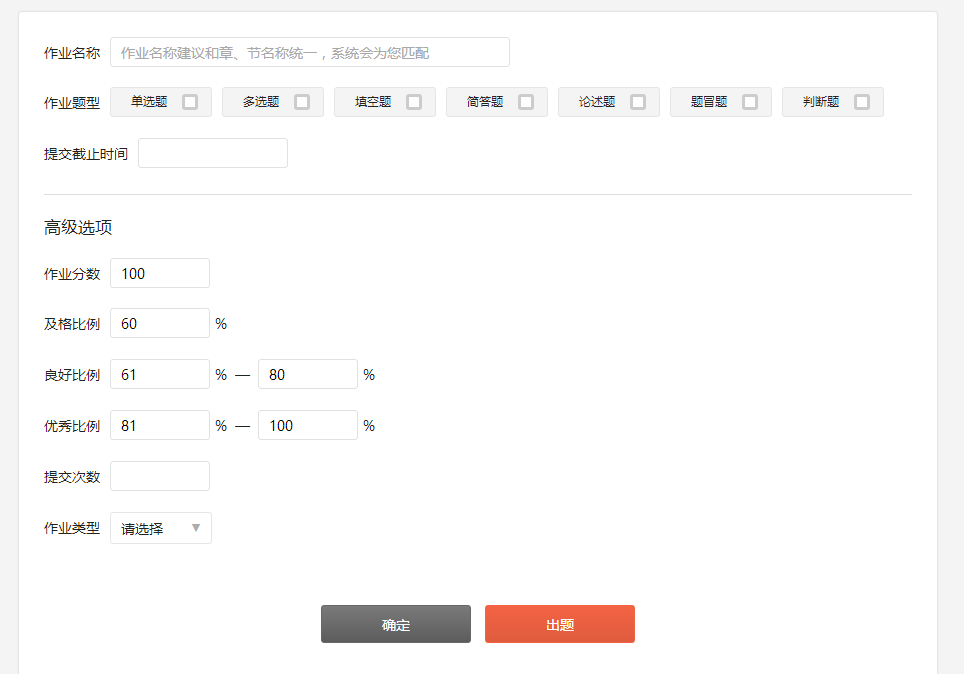 作业名称 作业名称建议和章、节名称统一，系统会为您匹配
作业题型 单选题 多选题 填空题 简答题 论述题 题冒题 判断题
提交截止时间
高级选项
作业分数 100
及格比例 60 %
良好比例 61 % — 80 %
优秀比例 81 % — 100 %
提交次数
作业类型 请选择
确定 出题